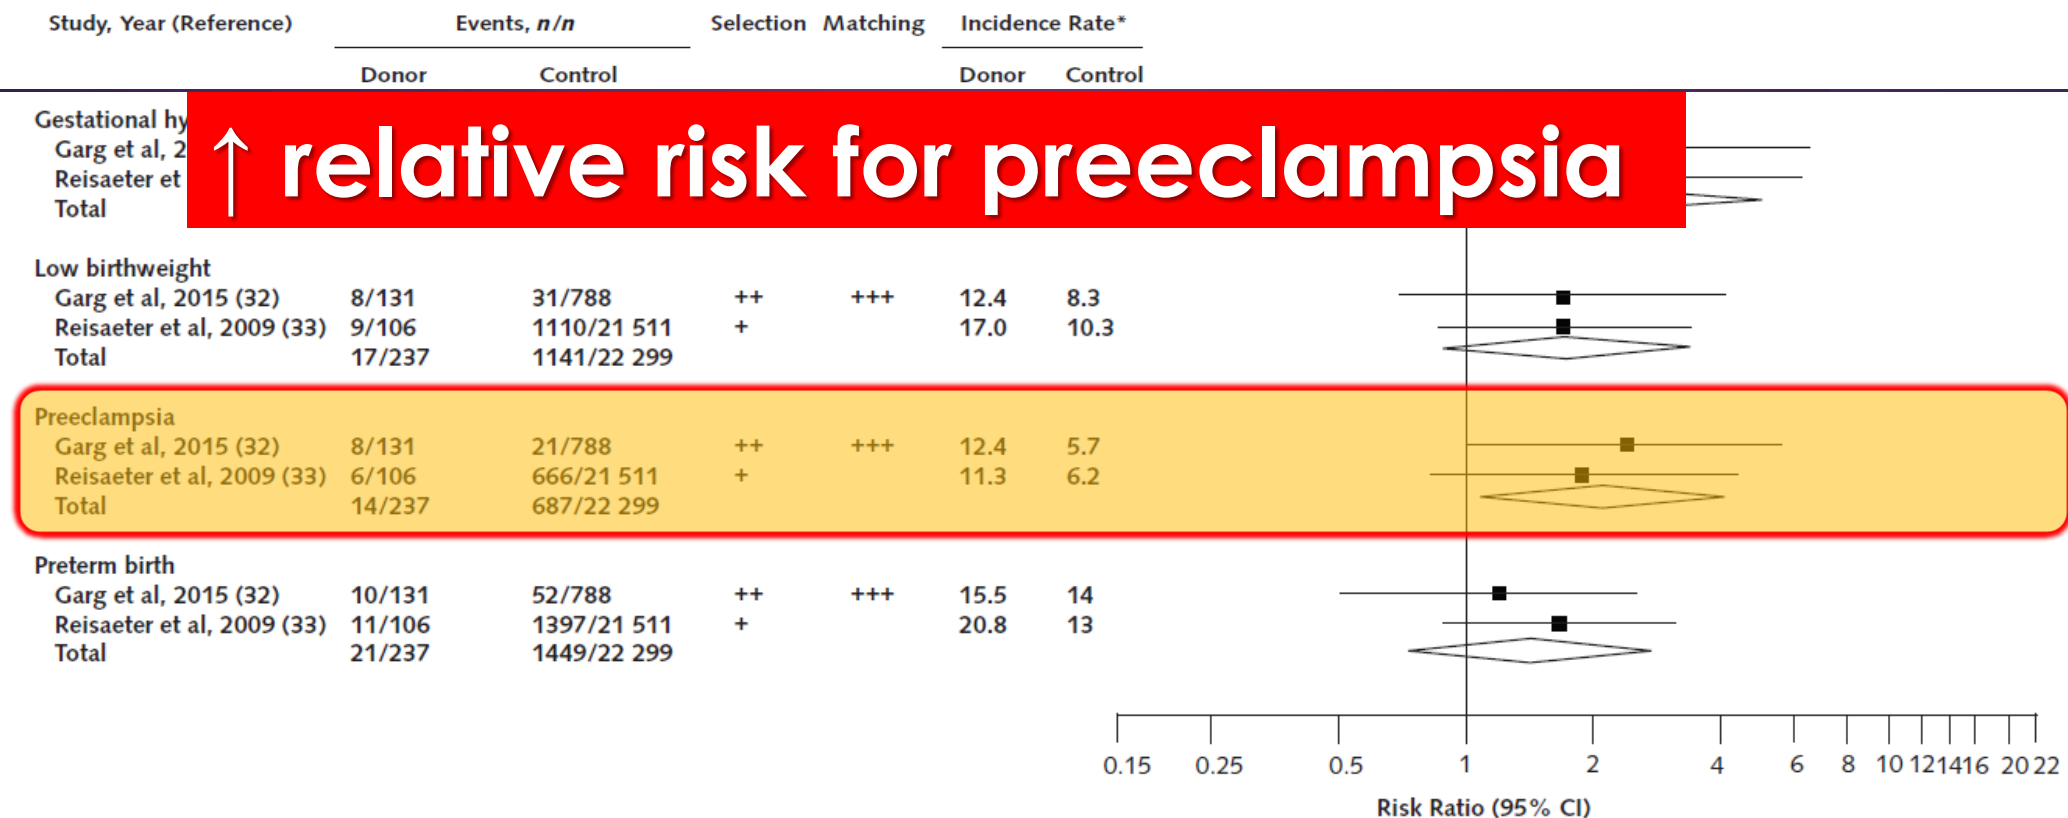 Study, Year (Reference) Events, n/n Selection Matching Incidence Rate*
Donor Control Donor Control
Gestational hy
↑ relative risk for preeclampsia
Garg et al, 2
Reisaeter et
Total
Low birthweight
Garg et al, 2015 (32) 8/131 31/788 ++ +++ 12.4 8.3
Reisaeter et al, 2009 (33) 9/106 1110/21 511 + 17.0 10.3
Total 17/237 1141/22 299
Preeclampsia
Garg et al, 2015 (32) 8/131 21/788 ++ +++ 12.4 5.7
Reisaeter et al, 2009 (33) 6/106 666/21 511 + 11.3 6.2
Total 14/237 687/22 299
Preterm birth
Garg et al, 2015 (32) 10/131 52/788 ++ +++ 15.5 14
Reisaeter et al, 2009 (33) 11/106 1397/21 511 + 20.8 13
Total 21/237 1449/22 299
0.15 0.25 0.5 1 2 4 6 8 10 12 14 16 20 22
Risk Ratio (95% CI)